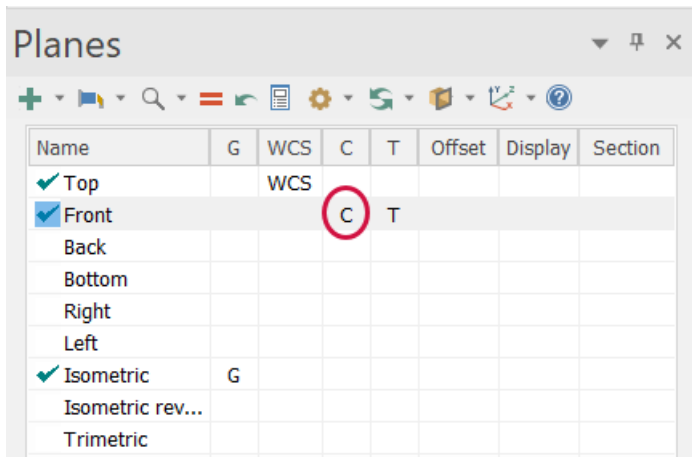 Planes
Name G WCS C T Offset Display Section
Top WCS
Front C T
Back
Bottom
Right
Left
Isometric G
Isometric rev...
Trimetric